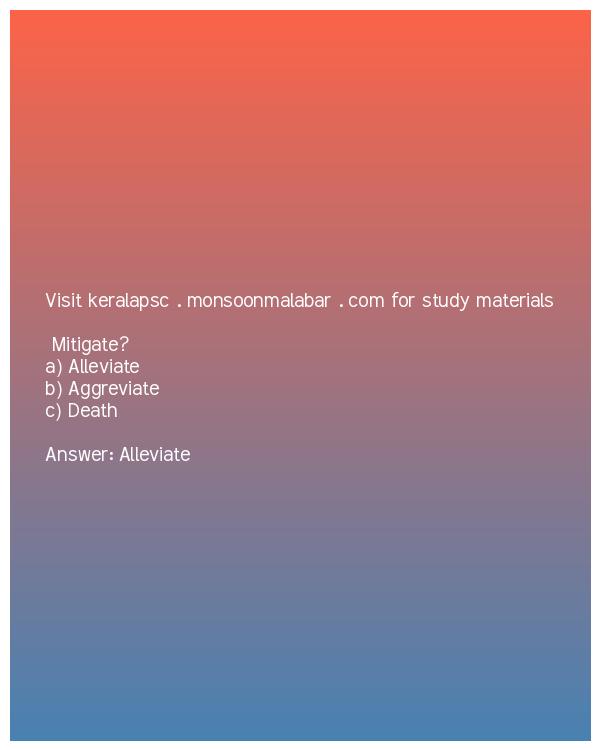 Visit keralapsc . monsoonmalabar . com for study materials
Mitigate?
a) Alleviate
b) Aggreviate
c) Death
Answer: Alleviate